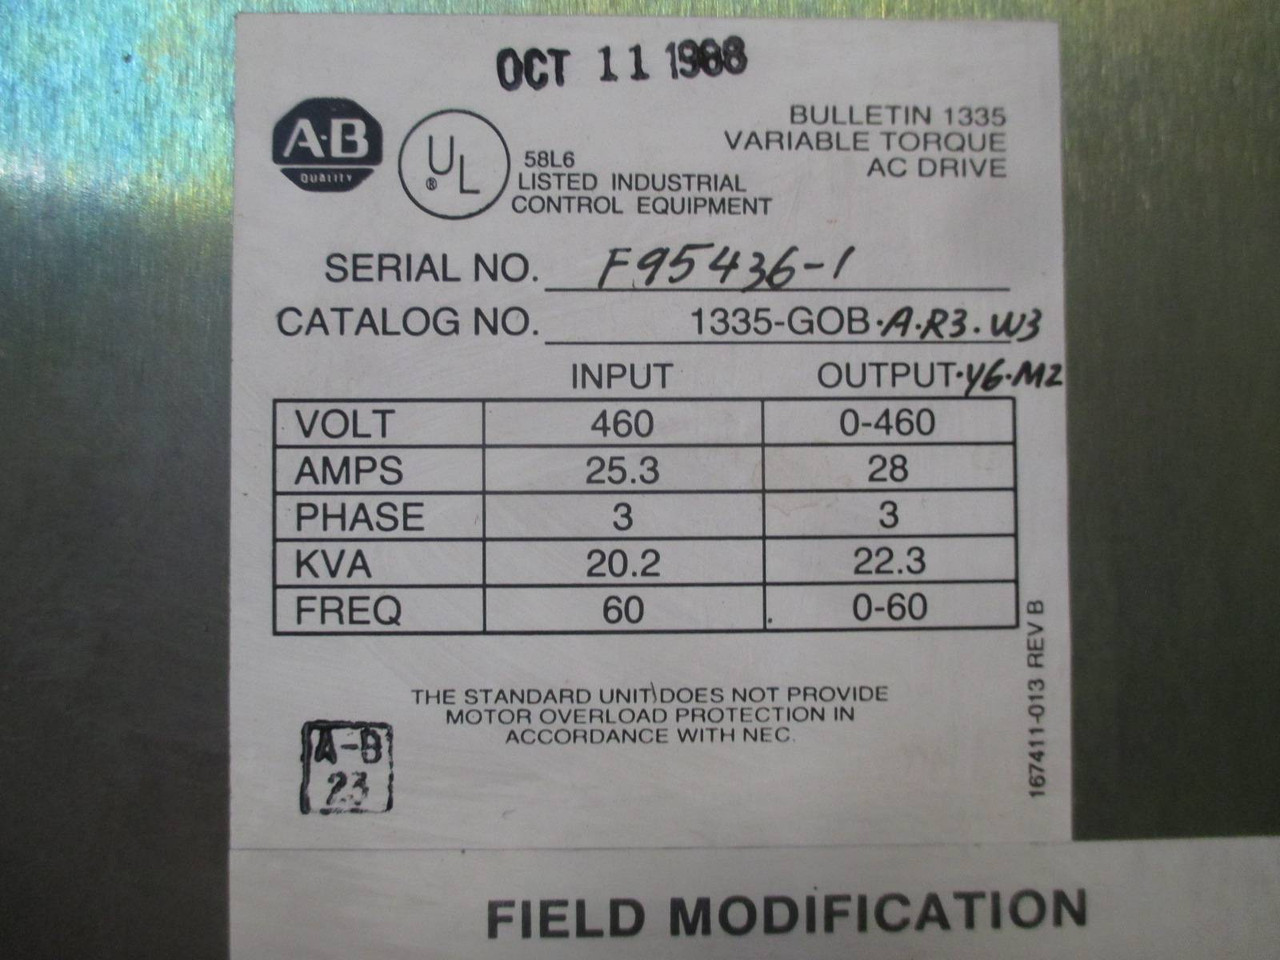 OCT 11 1988
A-B
QUALITY
UL
®
58L6
LISTED INDUSTRIAL
CONTROL EQUIPMENT
BULLETIN 1335
VARIABLE TORQUE
AC DRIVE
SERIAL NO. F95436-1
CATALOG NO. 1335-GOB·A·R3·W3
INPUT OUTPUT·Y6·M2
VOLT 460 0-460
AMPS 25.3 28
PHASE 3 3
KVA 20.2 22.3
FREQ 60 0-60
THE STANDARD UNIT DOES NOT PROVIDE
MOTOR OVERLOAD PROTECTION IN
ACCORDANCE WITH NEC.
A-B
23
167411-013 REV B
FIELD MODIFICATION